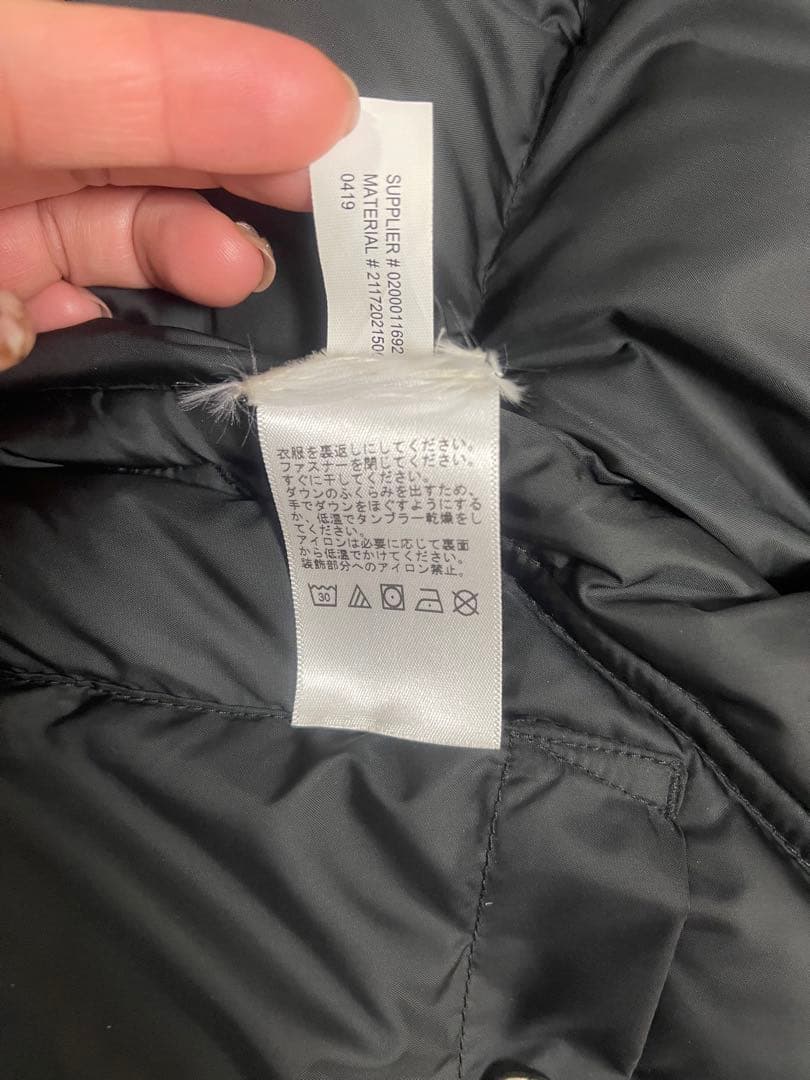 SUPPLIER # 0200011692
MATERIAL # 2117202150
0419
衣服を裏返しにしてください。
ファスナーを閉じてください。
すぐに干してください。
ダウンのふくらみを出すため、
手でダウンをほぐすようにする
か、低温でタンブラー乾燥をし
てください。
アイロンは必要に応じて裏面
から低温でかけてください。
装飾部分へのアイロン禁止。
30